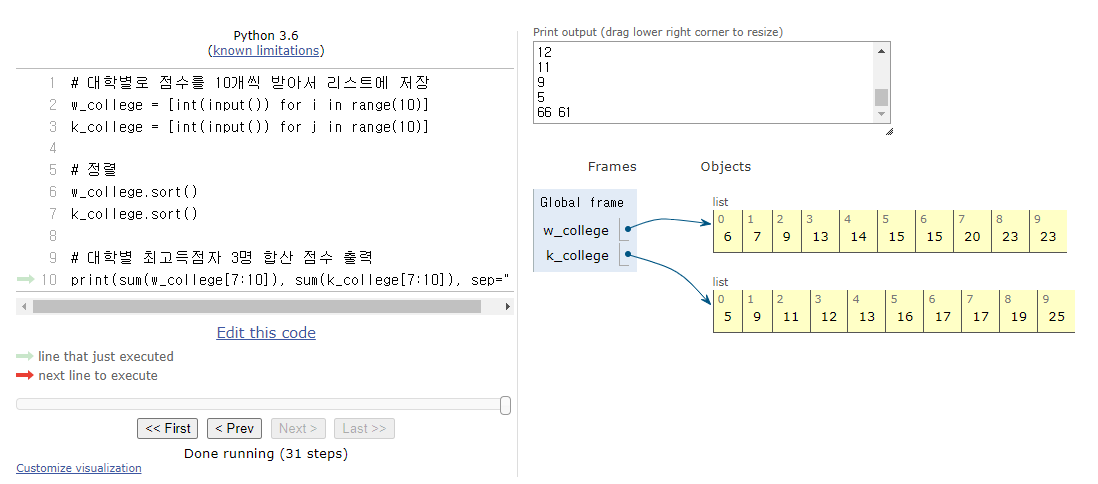 Python 3.6
(known limitations)
1 # 대학별로 점수를 10개씩 받아서 리스트에 저장
2 w_college = [int(input()) for i in range(10)]
3 k_college = [int(input()) for j in range(10)]
4
5 # 정렬
6 w_college.sort()
7 k_college.sort()
8
9 # 대학별 최고득점자 3명 합산 점수 출력
10 print(sum(w_college[7:10]), sum(k_college[7:10]), sep="
Edit this code
line that just executed
next line to execute
<< First < Prev Next > Last >>
Done running (31 steps)
Customize visualization
Print output (drag lower right corner to resize)
12
11
9
5
66 61
Frames Objects
Global frame
w_college
k_college
list
0 1 2 3 4 5 6 7 8 9
6 7 9 13 14 15 15 20 23 23
list
0 1 2 3 4 5 6 7 8 9
5 9 11 12 13 16 17 17 19 25